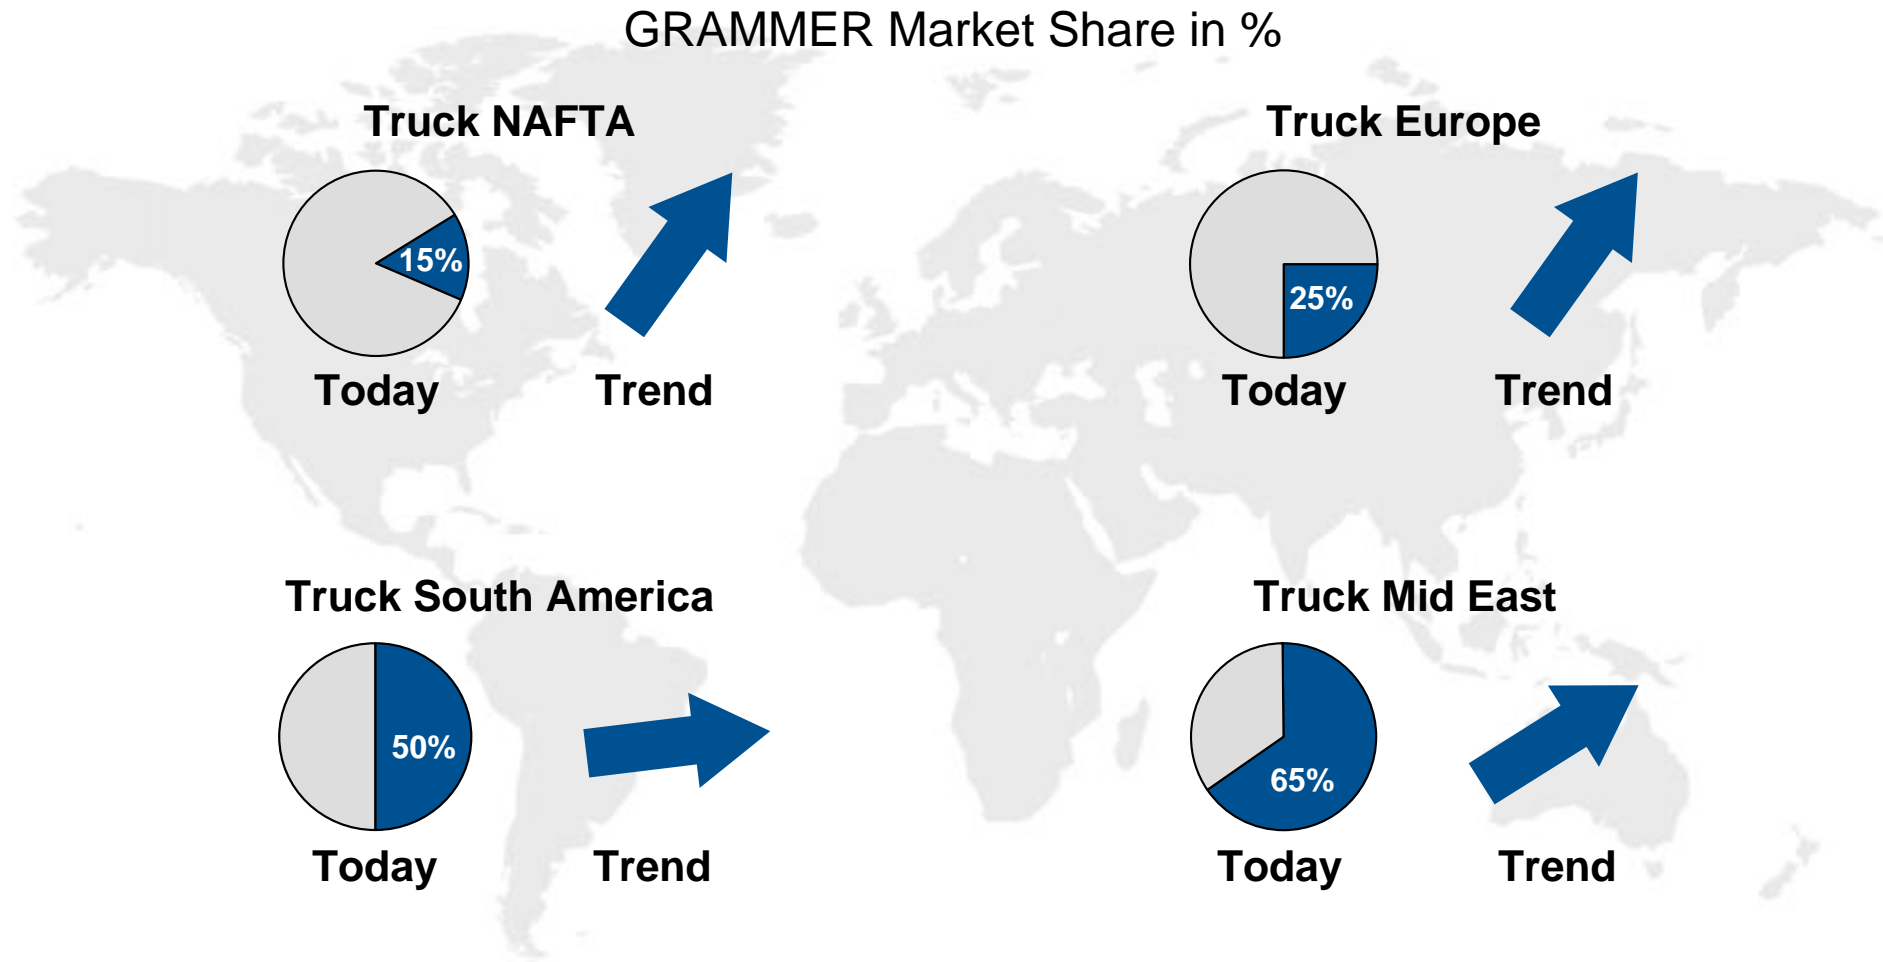 GRAMMER Market Share in %
Truck NAFTA
15%
Today
Trend
Truck Europe
25%
Today
Trend
Truck South America
50%
Today
Trend
Truck Mid East
65%
Today
Trend